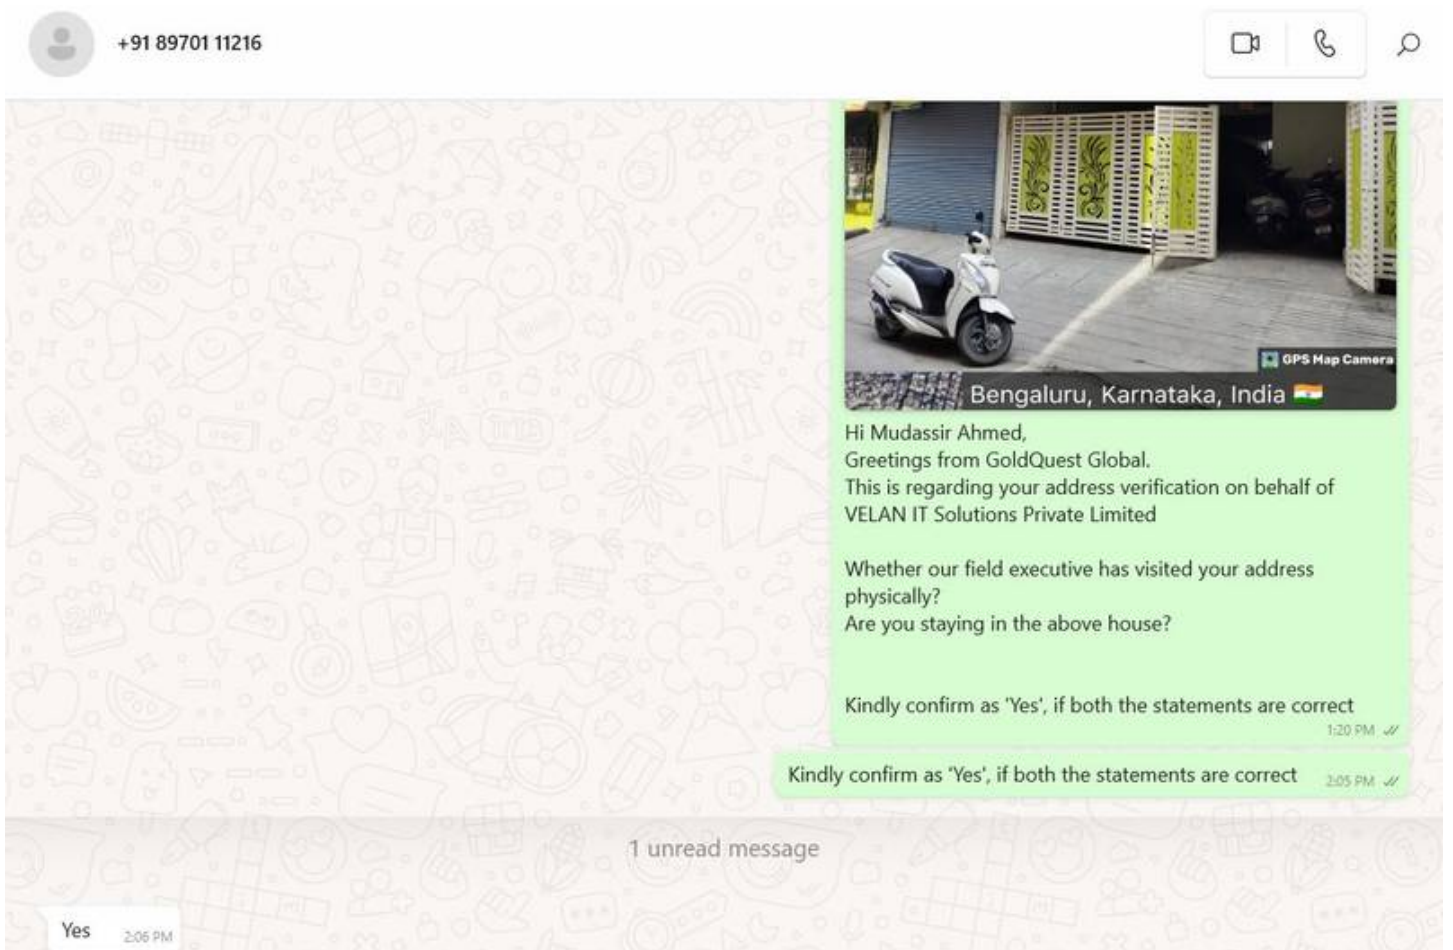 +91 89701 11216
GPS Map Camera
Bengaluru, Karnataka, India
Hi Mudassir Ahmed,
Greetings from GoldQuest Global.
This is regarding your address verification on behalf of
VELAN IT Solutions Private Limited
Whether our field executive has visited your address
physically?
Are you staying in the above house?
Kindly confirm as 'Yes', if both the statements are correct
1:20 PM
Kindly confirm as 'Yes', if both the statements are correct 2:05 PM
1 unread message
Yes 2:06 PM